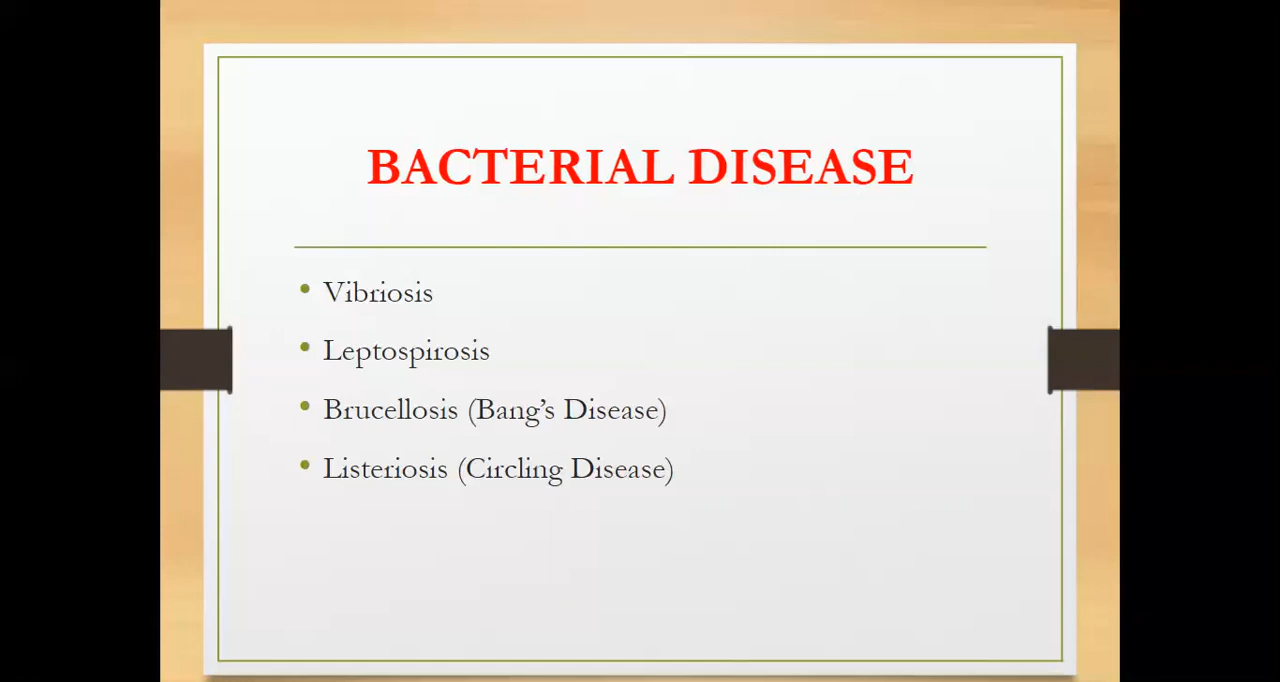 BACTERIAL DISEASE
• Vibriosis
• Leptospirosis
• Brucellosis (Bang’s Disease)
• Listeriosis (Circling Disease)